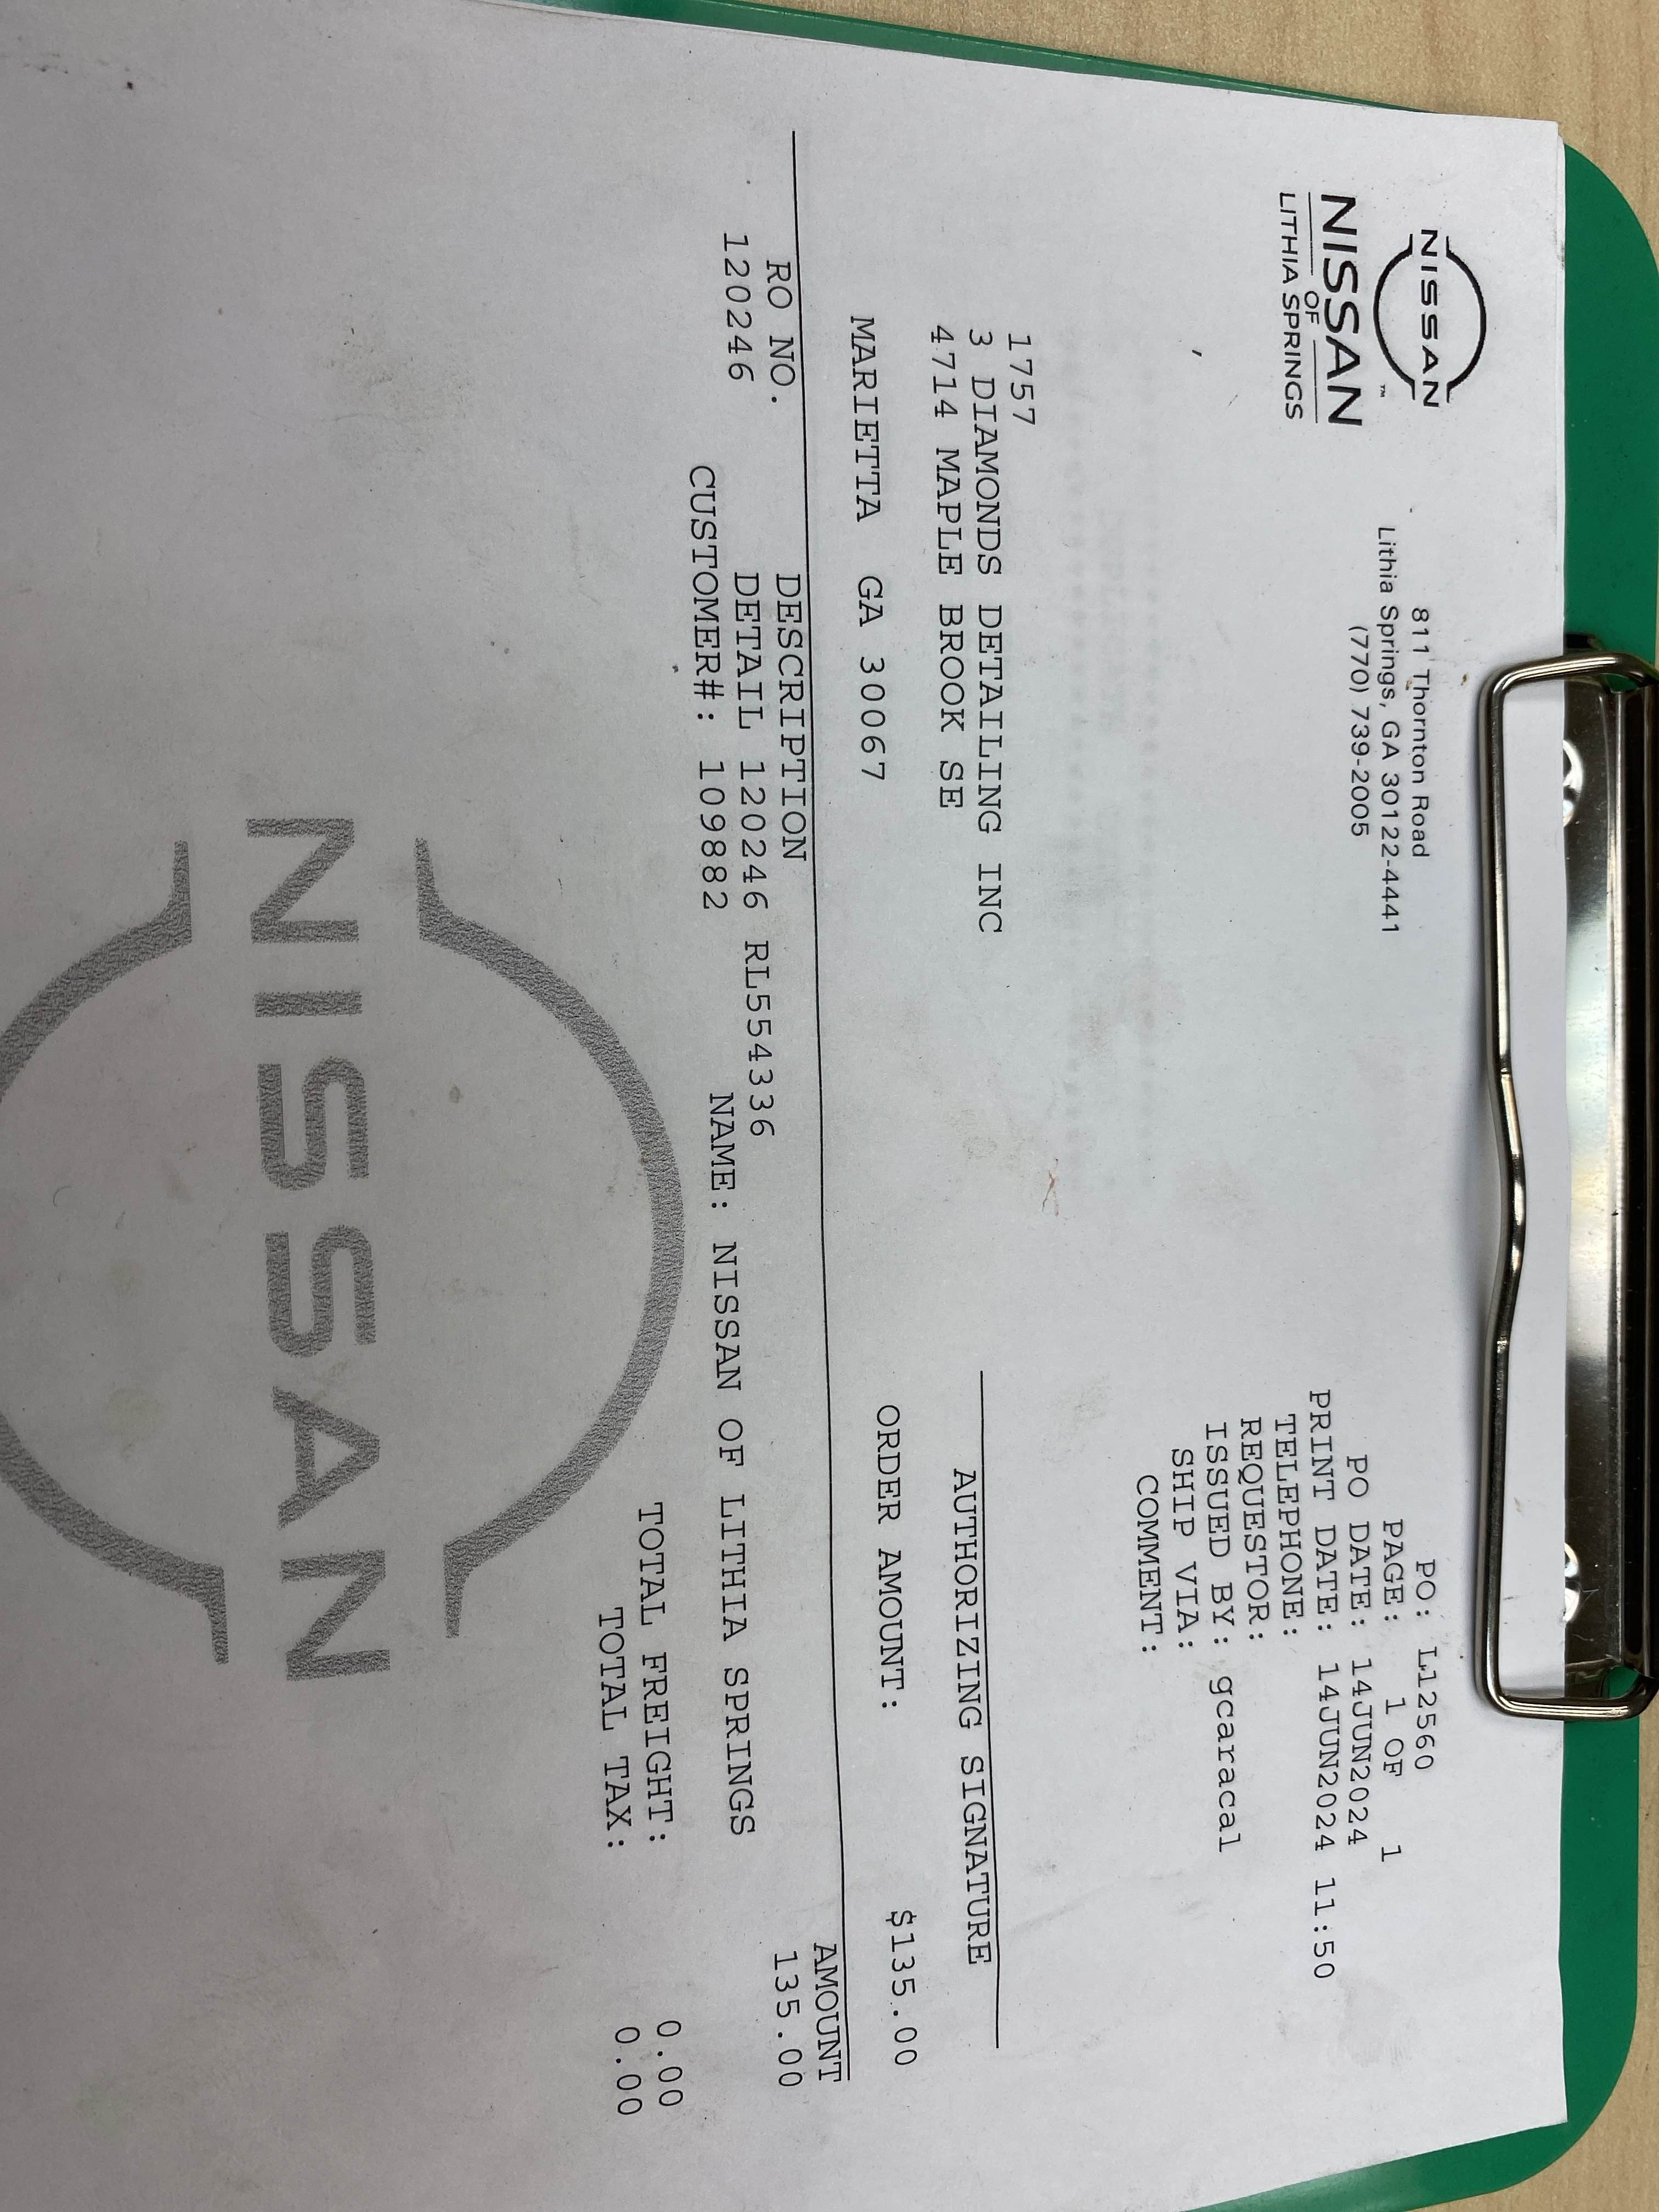 NISSAN
NISSAN
OF
LITHIA SPRINGS
™
811 Thornton Road
Lithia Springs, GA 30122-4441
(770) 739-2005
PO: L12560
PAGE: 1 OF 1
PO DATE: 14JUN2024
PRINT DATE: 14JUN2024 11:50
TELEPHONE:
REQUESTOR:
ISSUED BY: gcaracal
SHIP VIA:
COMMENT:
1757
3 DIAMONDS DETAILING INC
4714 MAPLE BROOK SE
MARIETTA GA 30067
AUTHORIZING SIGNATURE
ORDER AMOUNT: $135.00
RO NO. DESCRIPTION AMOUNT
120246 DETAIL 120246 RL554336 135.00
CUSTOMER#: 109882 NAME: NISSAN OF LITHIA SPRINGS
TOTAL FREIGHT: 0.00
TOTAL TAX: 0.00
NISSAN